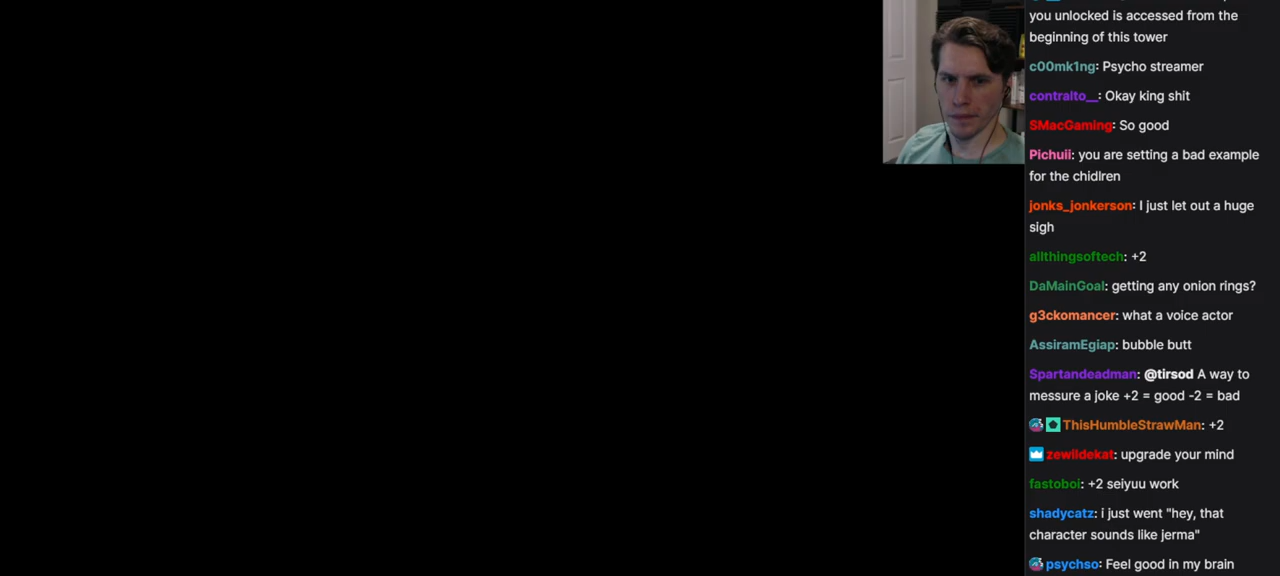 you unlocked is accessed from the
beginning of this tower
c00mk1ng: Psycho streamer
contralto__: Okay king shit
SMacGaming: So good
Pichuii: you are setting a bad example
for the chidlren
jonks_jonkerson: I just let out a huge
sigh
allthingsoftech: +2
DaMainGoal: getting any onion rings?
g3ckomancer: what a voice actor
AssiramEgiap: bubble butt
Spartandeadman: @tirsod A way to
messure a joke +2 = good -2 = bad
ThisHumbleStrawMan: +2
zewildekat: upgrade your mind
fastoboi: +2 seiyuu work
shadycatz: i just went "hey, that
character sounds like jerma"
psychso: Feel good in my brain